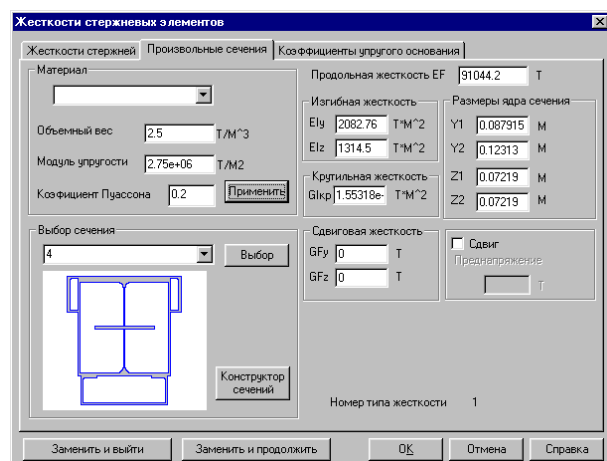 Жесткости стержневых элементов
Жесткости стержней Произвольные сечения Коэффициенты упругого основания
Материал
Объемный вес 2.5 Т/М^3
Модуль упругости 2.75e+06 Т/М2
Коэфициент Пуассона 0.2 Применить
Продольная жесткость EF 91044.2 Т
Изгибная жесткость
EIy 2082.76 Т*М^2
EIz 1314.5 Т*М^2
Размеры ядра сечения
Y1 0.087915 М
Y2 0.12313 М
Z1 0.07219 М
Z2 0.07219 М
Крутильная жесткость
GIкр 1.55318e- Т*М^2
Выбор сечения
4 Выбор
Конструктор
сечений
Сдвиговая жесткость
GFy 0 Т
GFz 0 Т
Сдвиг
Преднапряжение
Т
Номер типа жесткости 1
Заменить и выйти Заменить и продолжить OK Отмена Справка